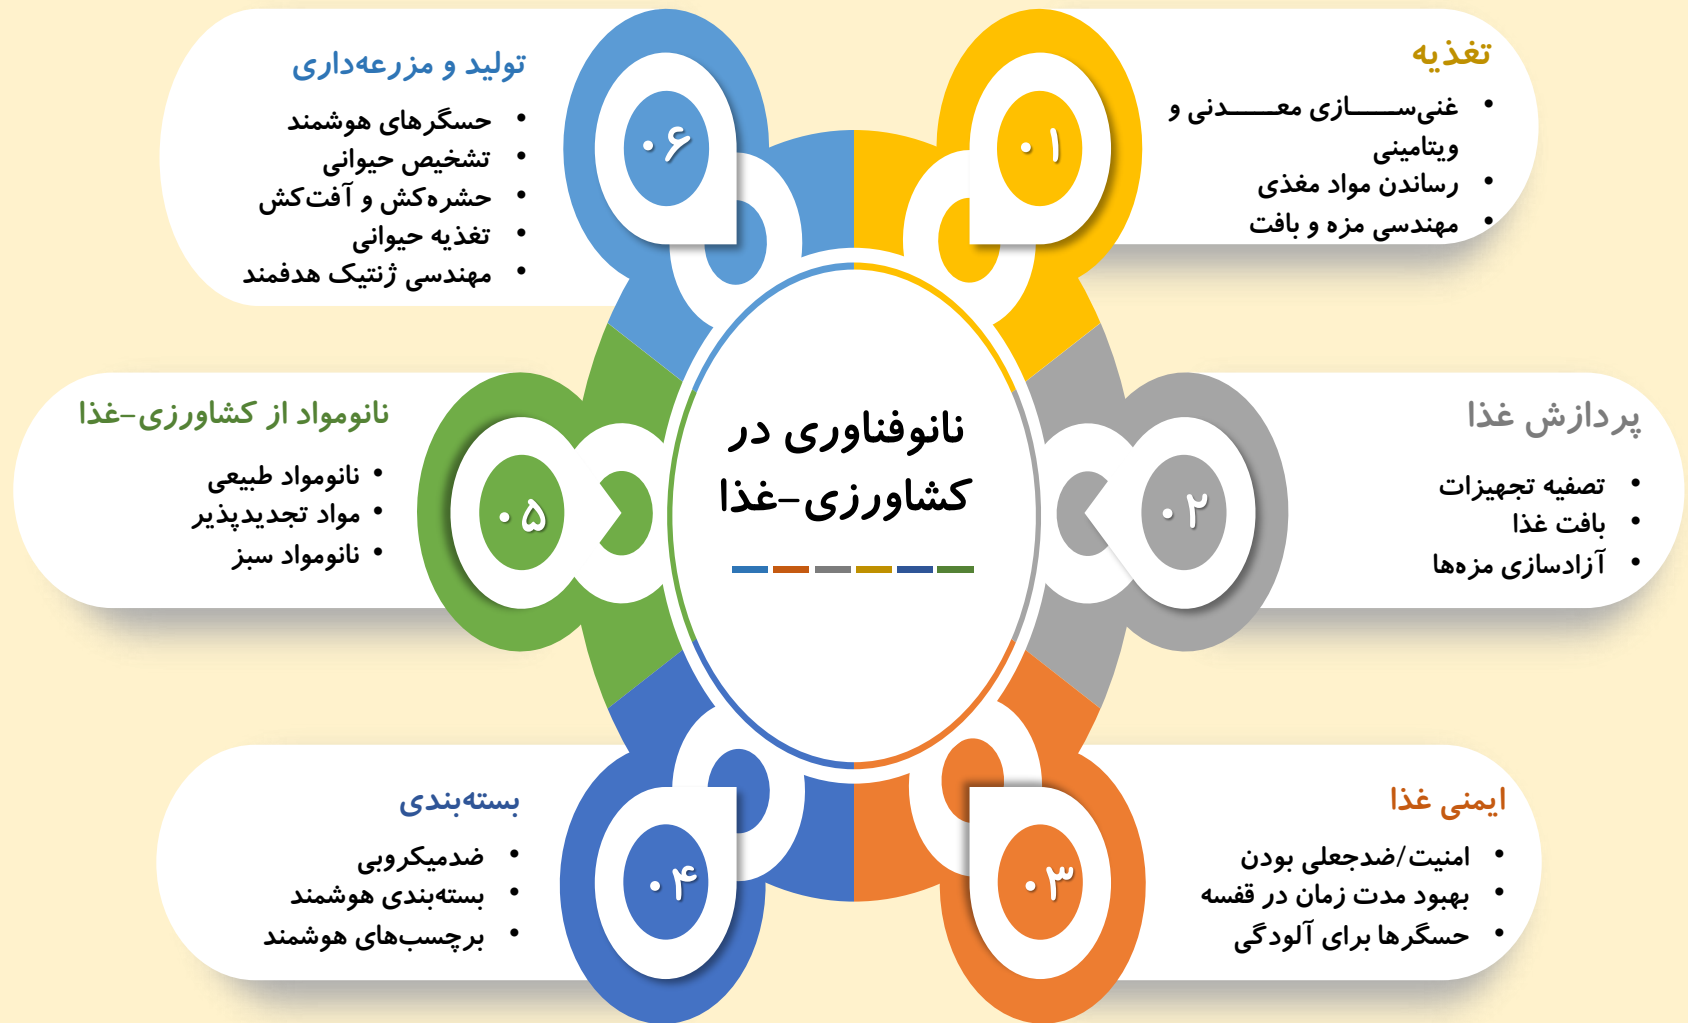 نانوفناوری در
کشاورزی-غذا
۰۱
تغذیه
• غنی‌سازی معدنی و
ویتامینی
• رساندن مواد مغذی
• مهندسی مزه و بافت
۰۲
پردازش غذا
• تصفیه تجهیزات
• بافت غذا
• آزادسازی مزه‌ها
۰۳
ایمنی غذا
• امنیت/ضدجعلی بودن
• بهبود مدت زمان در قفسه
• حسگرها برای آلودگی
۰۴
بسته‌بندی
• ضدمیکروبی
• بسته‌بندی هوشمند
• برچسب‌های هوشمند
۰۵
نانومواد از کشاورزی-غذا
• نانومواد طبیعی
• مواد تجدیدپذیر
• نانومواد سبز
۰۶
تولید و مزرعه‌داری
• حسگرهای هوشمند
• تشخیص حیوانی
• حشره‌کش و آفت‌کش
• تغذیه حیوانی
• مهندسی ژنتیک هدفمند